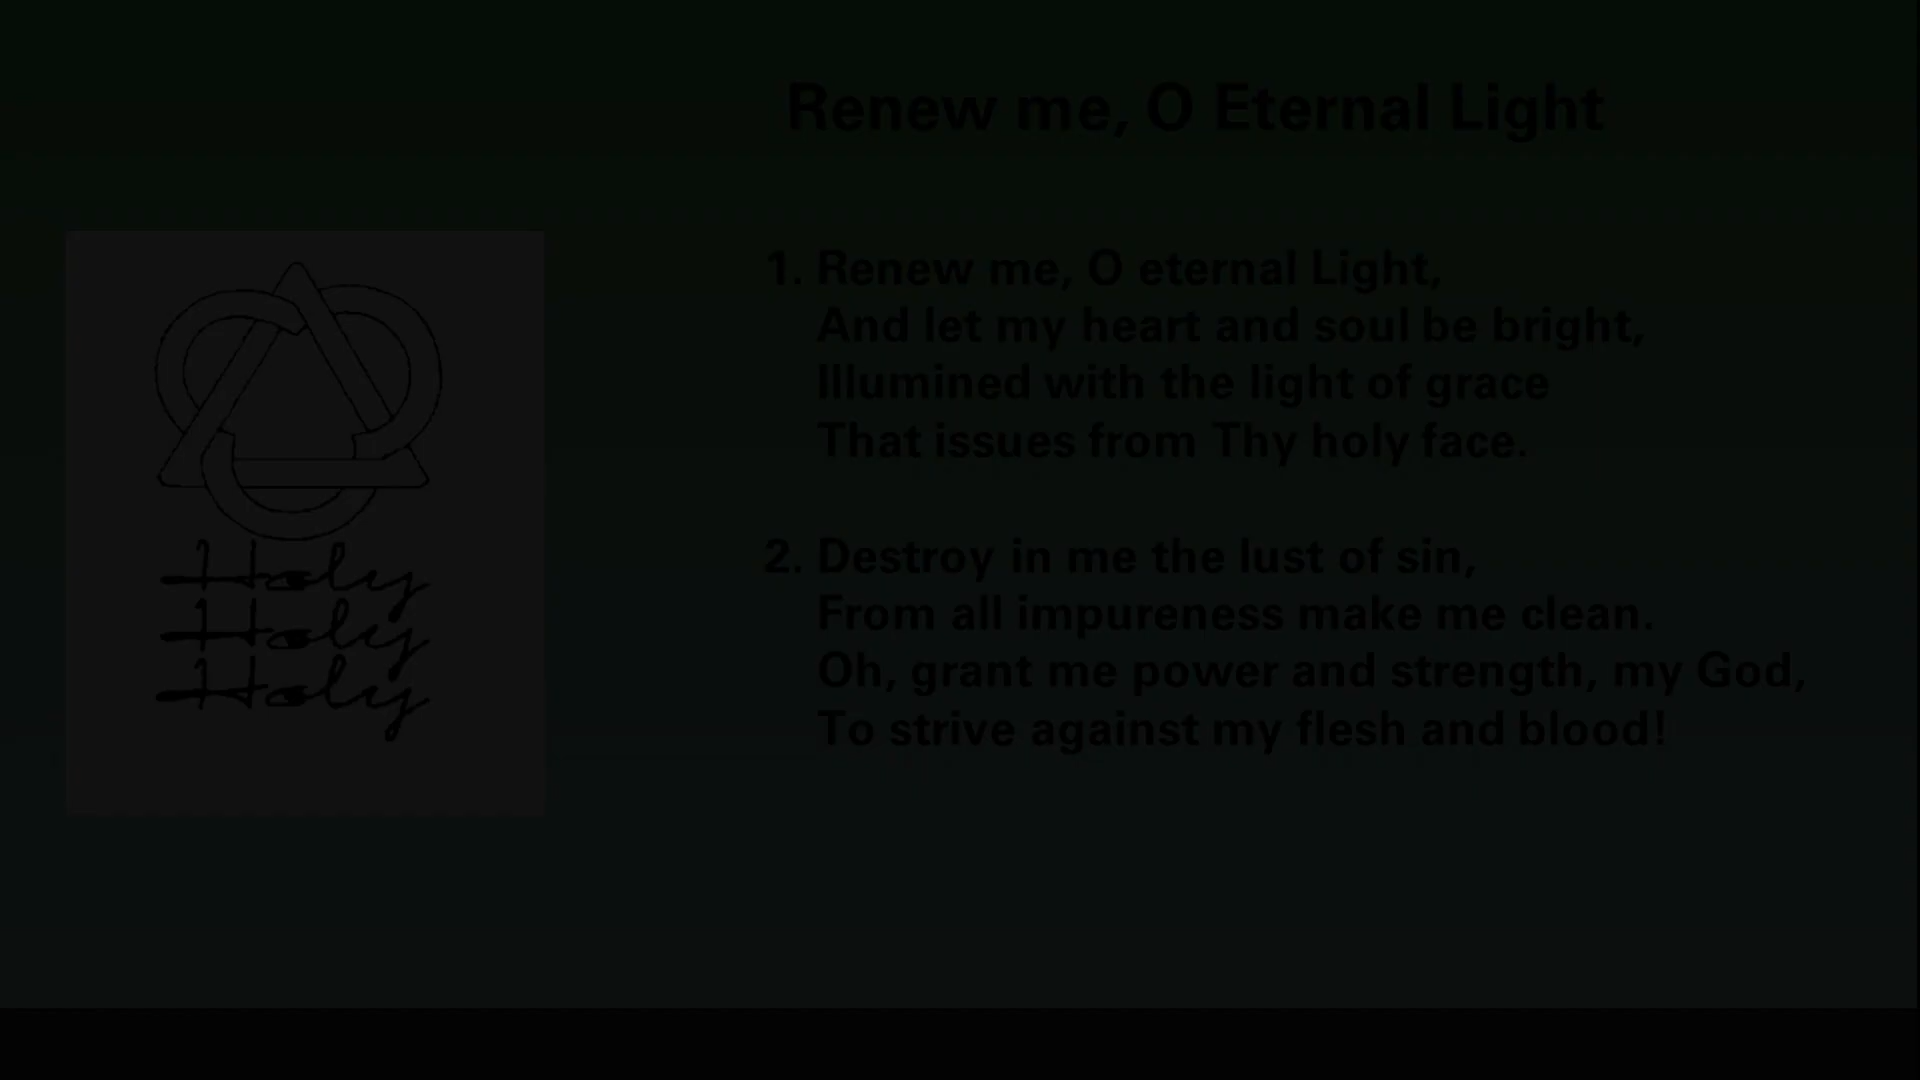 Renew me, O Eternal Light
1. Renew me, O eternal Light,
And let my heart and soul be bright,
Illumined with the light of grace
That issues from Thy holy face.
2. Destroy in me the lust of sin,
From all impureness make me clean.
Oh, grant me power and strength, my God,
To strive against my flesh and blood!
Holy
Holy
Holy